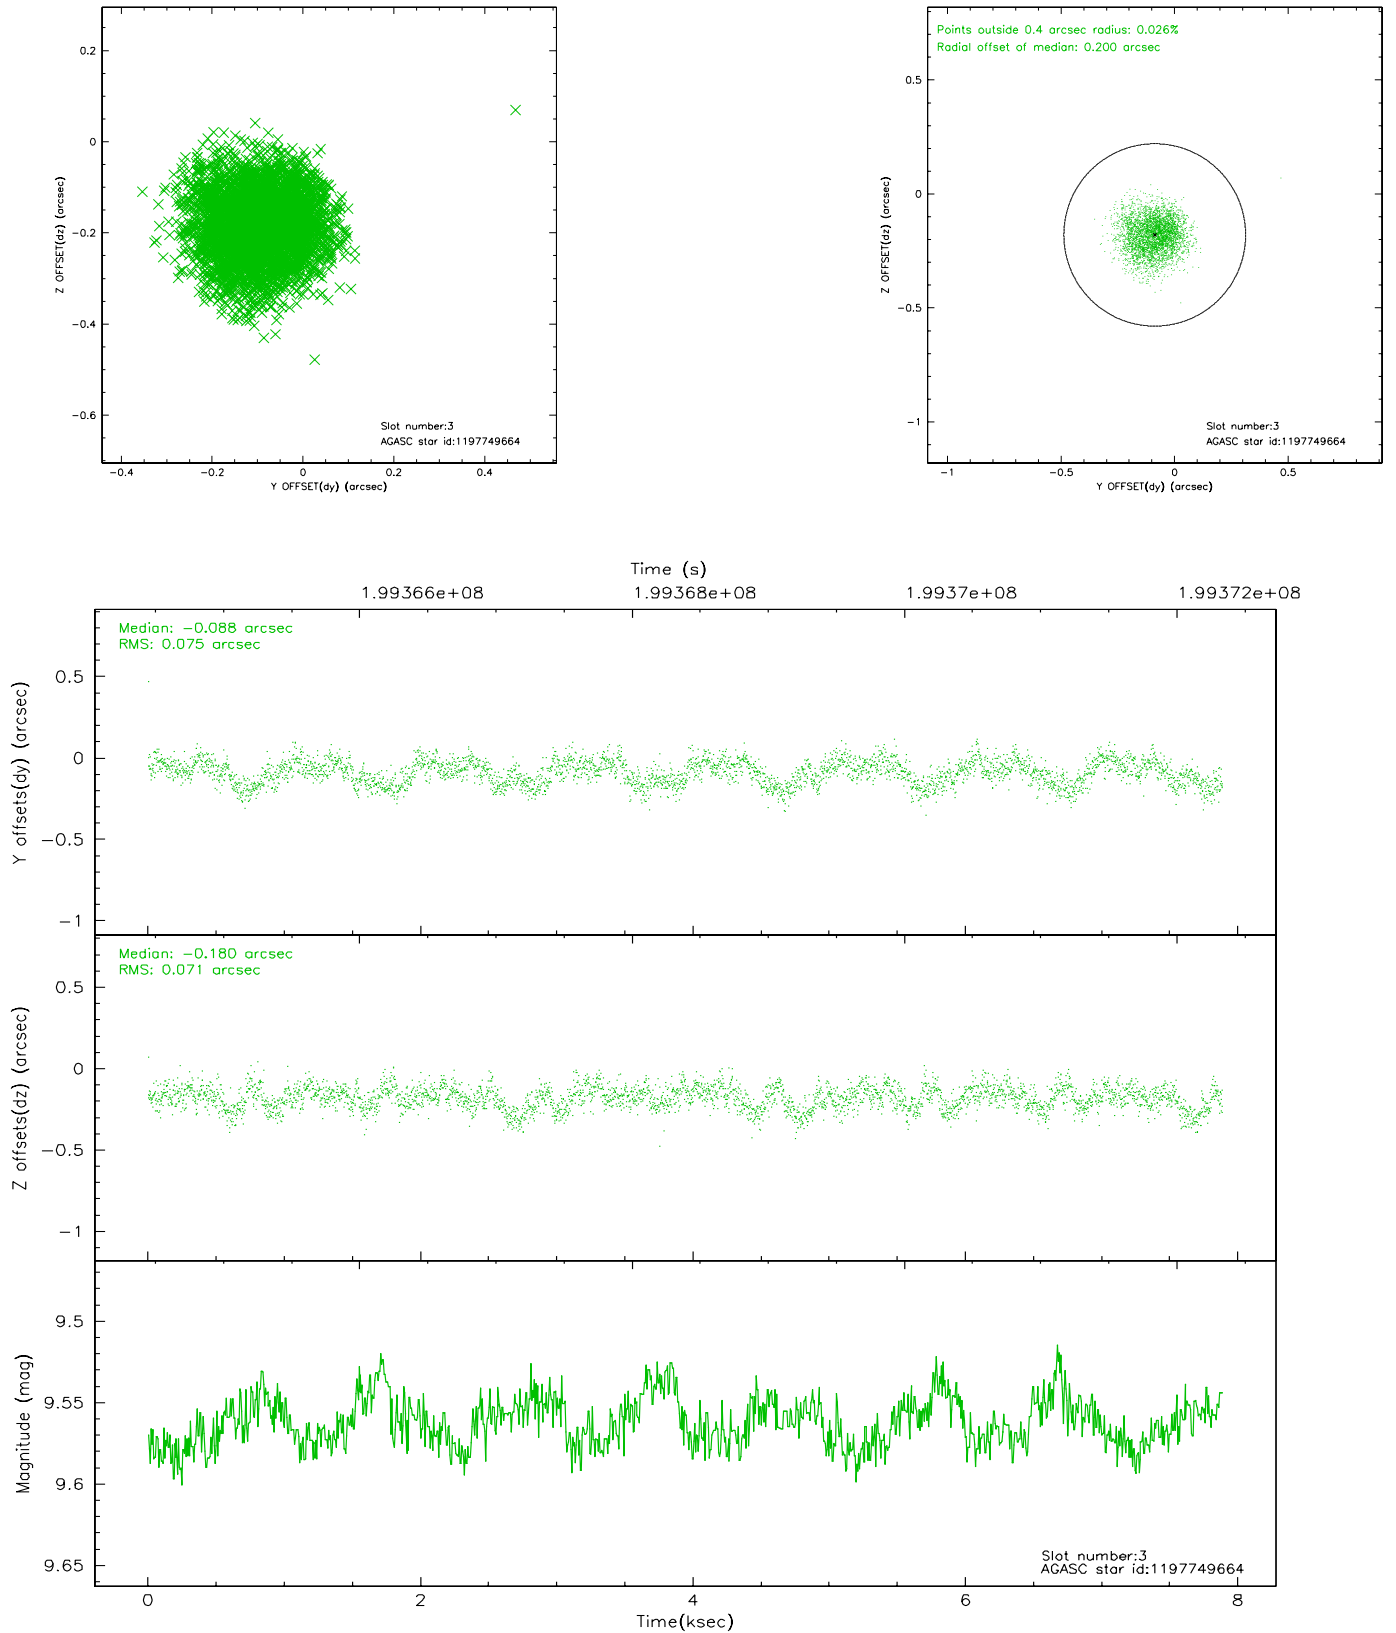 0.2
0
−0.2
−0.4
−0.6
Z OFFSET(dz) (arcsec)
Slot number:3
AGASC star id:1197749664
−0.4 −0.2 0 0.2 0.4
Y OFFSET(dy) (arcsec)
Points outside 0.4 arcsec radius: 0.026%
Radial offset of median: 0.200 arcsec
0.5
0
−0.5
−1
Z OFFSET(dz) (arcsec)
Slot number:3
AGASC star id:1197749664
−1 −0.5 0 0.5
Y OFFSET(dy) (arcsec)
Time (s)
1.99366e+08 1.99368e+08 1.9937e+08 1.99372e+08
Median: −0.088 arcsec
RMS: 0.075 arcsec
0.5
0
−0.5
−1
Y offsets(dy) (arcsec)
Median: −0.180 arcsec
RMS: 0.071 arcsec
0.5
0
−0.5
−1
Z offsets(dz) (arcsec)
9.5
9.55
9.6
9.65
Magnitude (mag)
Slot number:3
AGASC star id:1197749664
0 2 4 6 8
Time(ksec)